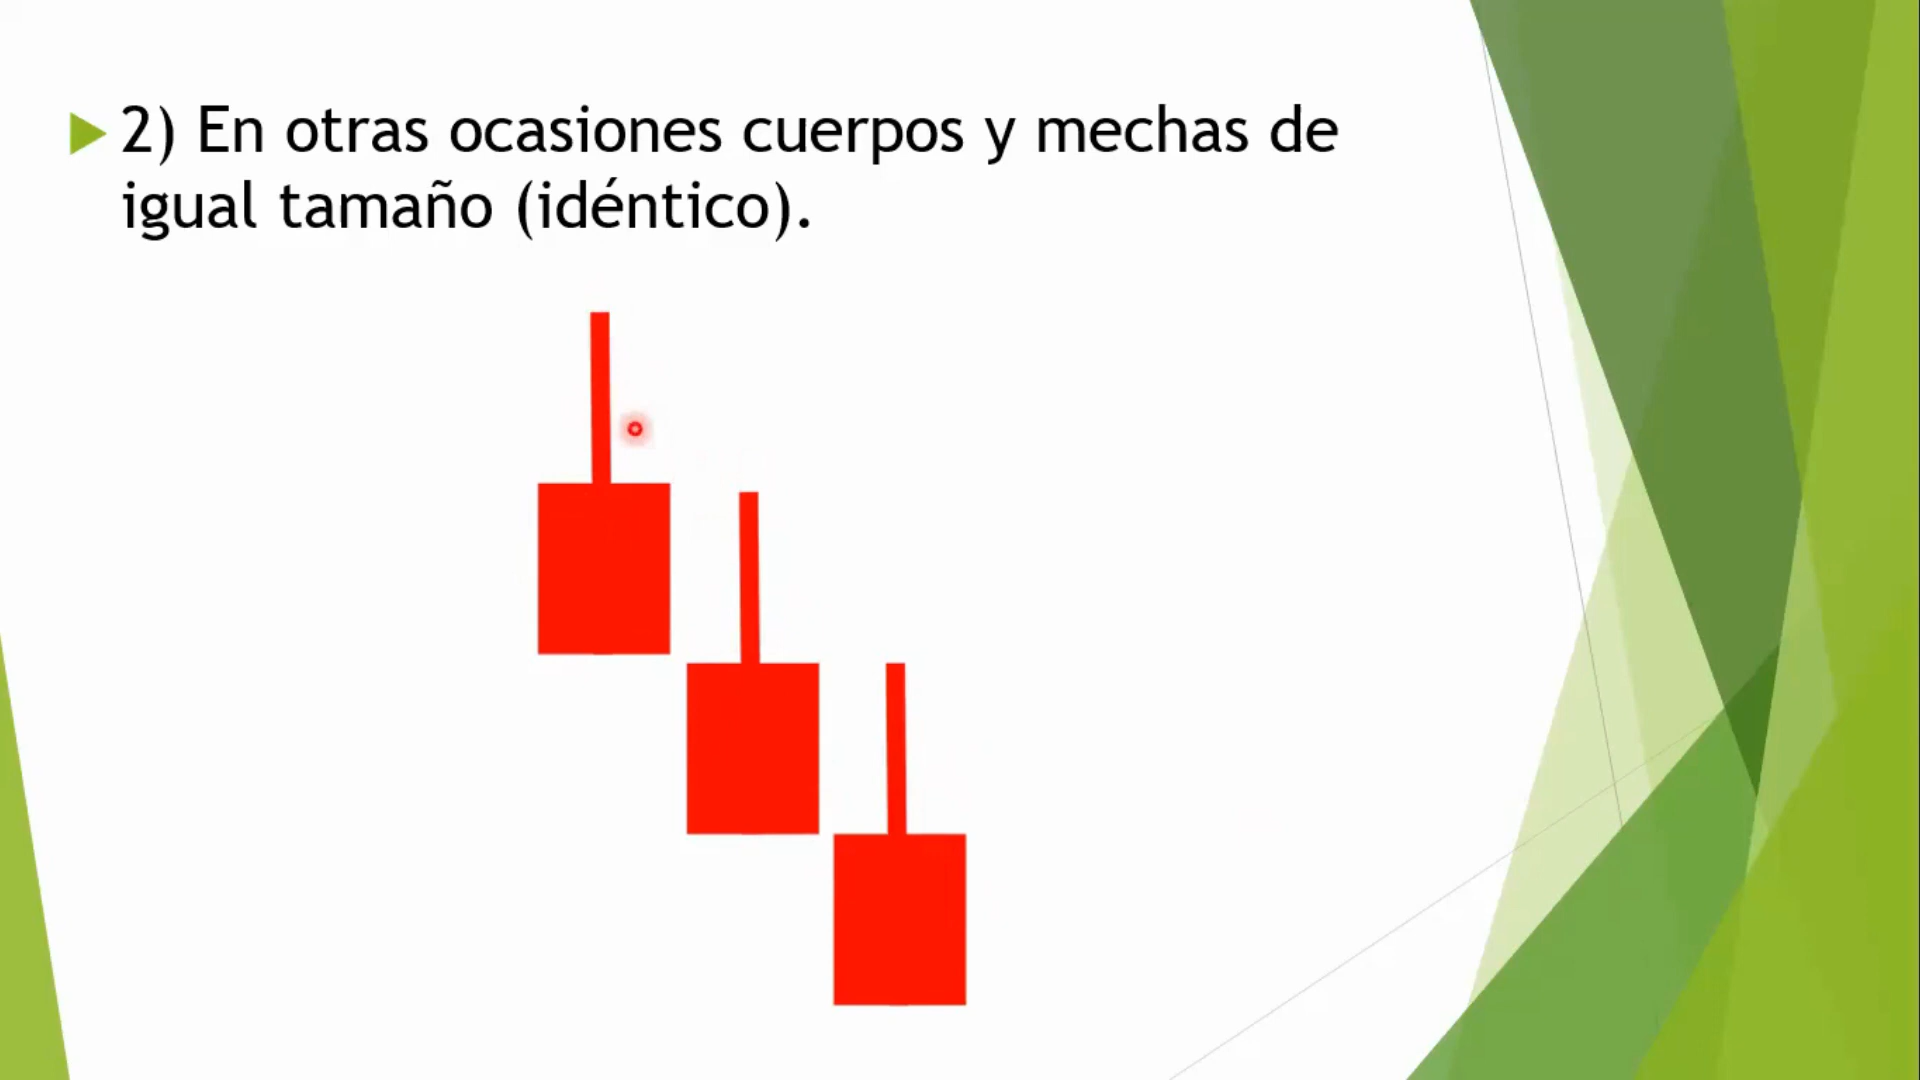 2) En otras ocasiones cuerpos y mechas de
igual tamaño (idéntico).